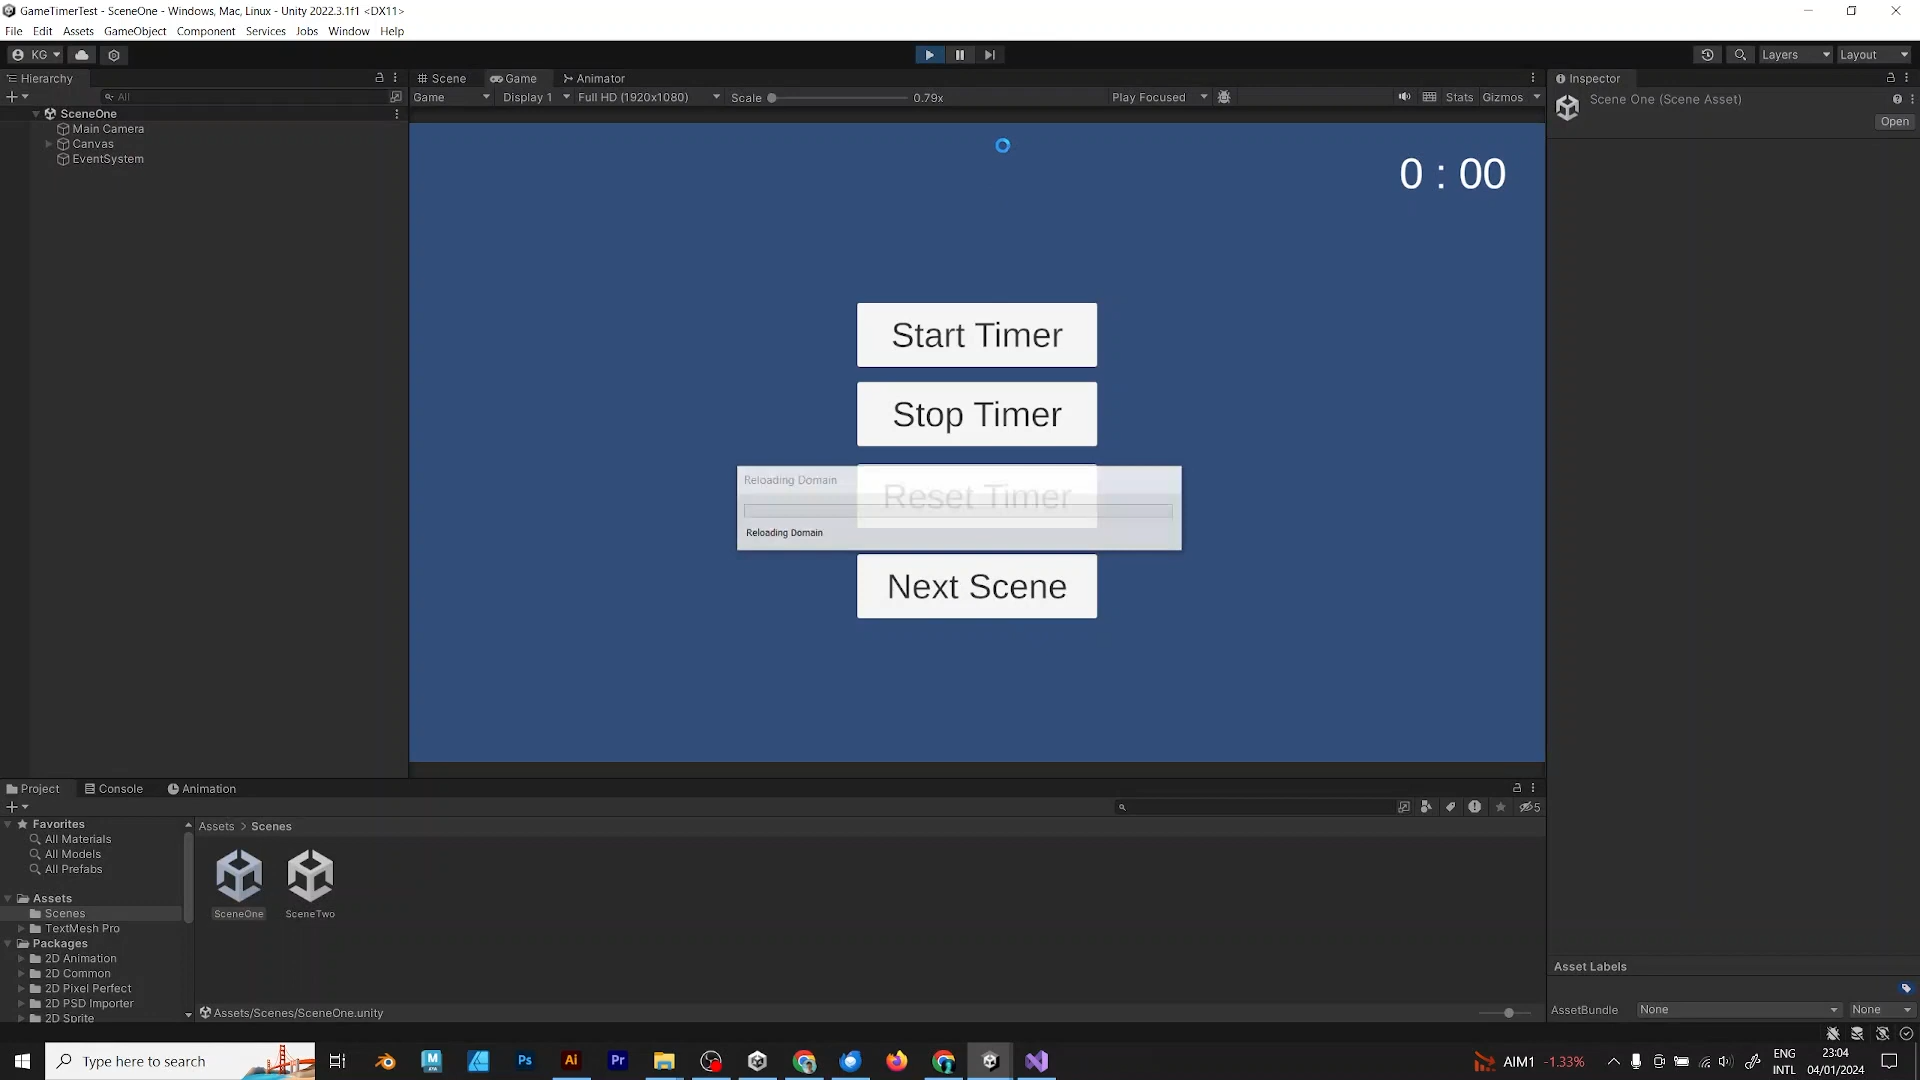 GameTimerTest - SceneOne - Windows, Mac, Linux - Unity 2022.3.1f1 <DX11>
File Edit Assets GameObject Component Services Jobs Window Help
KG Layers Layout
Hierarchy Scene Game Animator Inspector
All Game Display 1 Full HD (1920x1080) Scale 0.79x Play Focused Stats Gizmos Scene One (Scene Asset)
SceneOne Open
Main Camera
Canvas
EventSystem
0 : 00
Start Timer
Stop Timer
Reloading Domain
Reset Timer
Reloading Domain
Next Scene
Project Console Animation
5
Favorites Assets > Scenes
All Materials
All Models
All Prefabs
Assets
Scenes SceneOne SceneTwo
TextMesh Pro
Packages
2D Animation
2D Common
2D Pixel Perfect
2D PSD Importer
2D Sprite
Assets/Scenes/SceneOne.unity
Asset Labels
AssetBundle None None
Type here to search
M
Ps
Ai
Pr
AIM1 -1.33%
ENG
INTL
23:04
04/01/2024